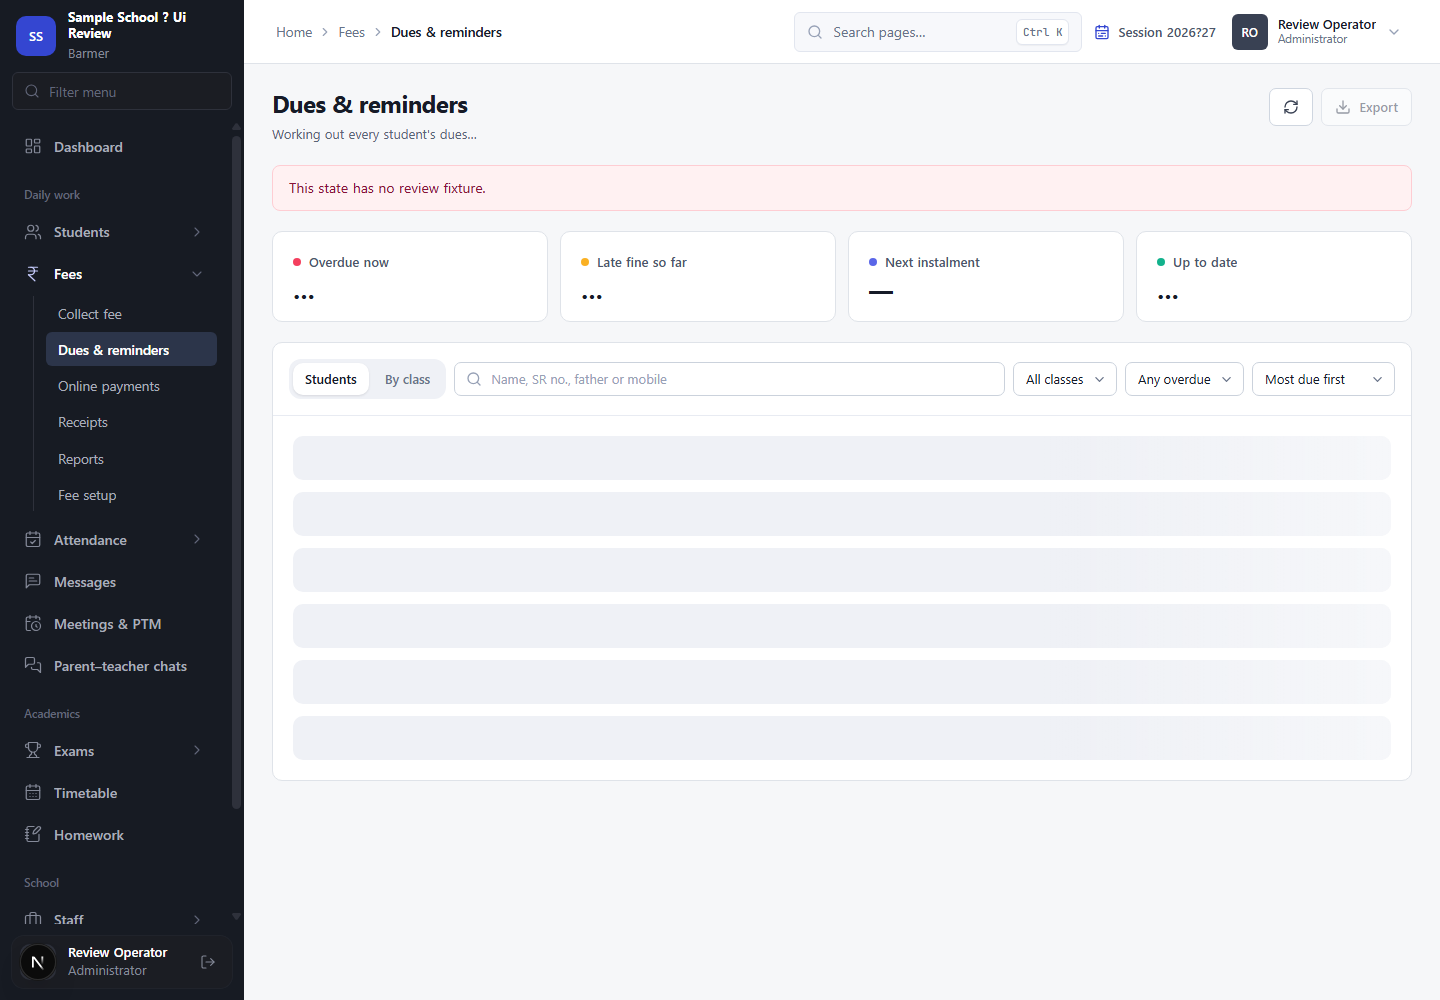 SS
Sample School ? Ui
Review
Barmer
Filter menu
Dashboard
Daily work
Students
Fees
Collect fee
Dues & reminders
Online payments
Receipts
Reports
Fee setup
Attendance
Messages
Meetings & PTM
Parent–teacher chats
Academics
Exams
Timetable
Homework
School
Staff
N
Review Operator
Administrator
Home > Fees > Dues & reminders
Search pages...
Ctrl K
Session 2026?27
RO
Review Operator
Administrator
Dues & reminders
Working out every student's dues...
Export
This state has no review fixture.
Overdue now
...
Late fine so far
...
Next instalment
—
Up to date
...
Students
By class
Name, SR no., father or mobile
All classes
Any overdue
Most due first